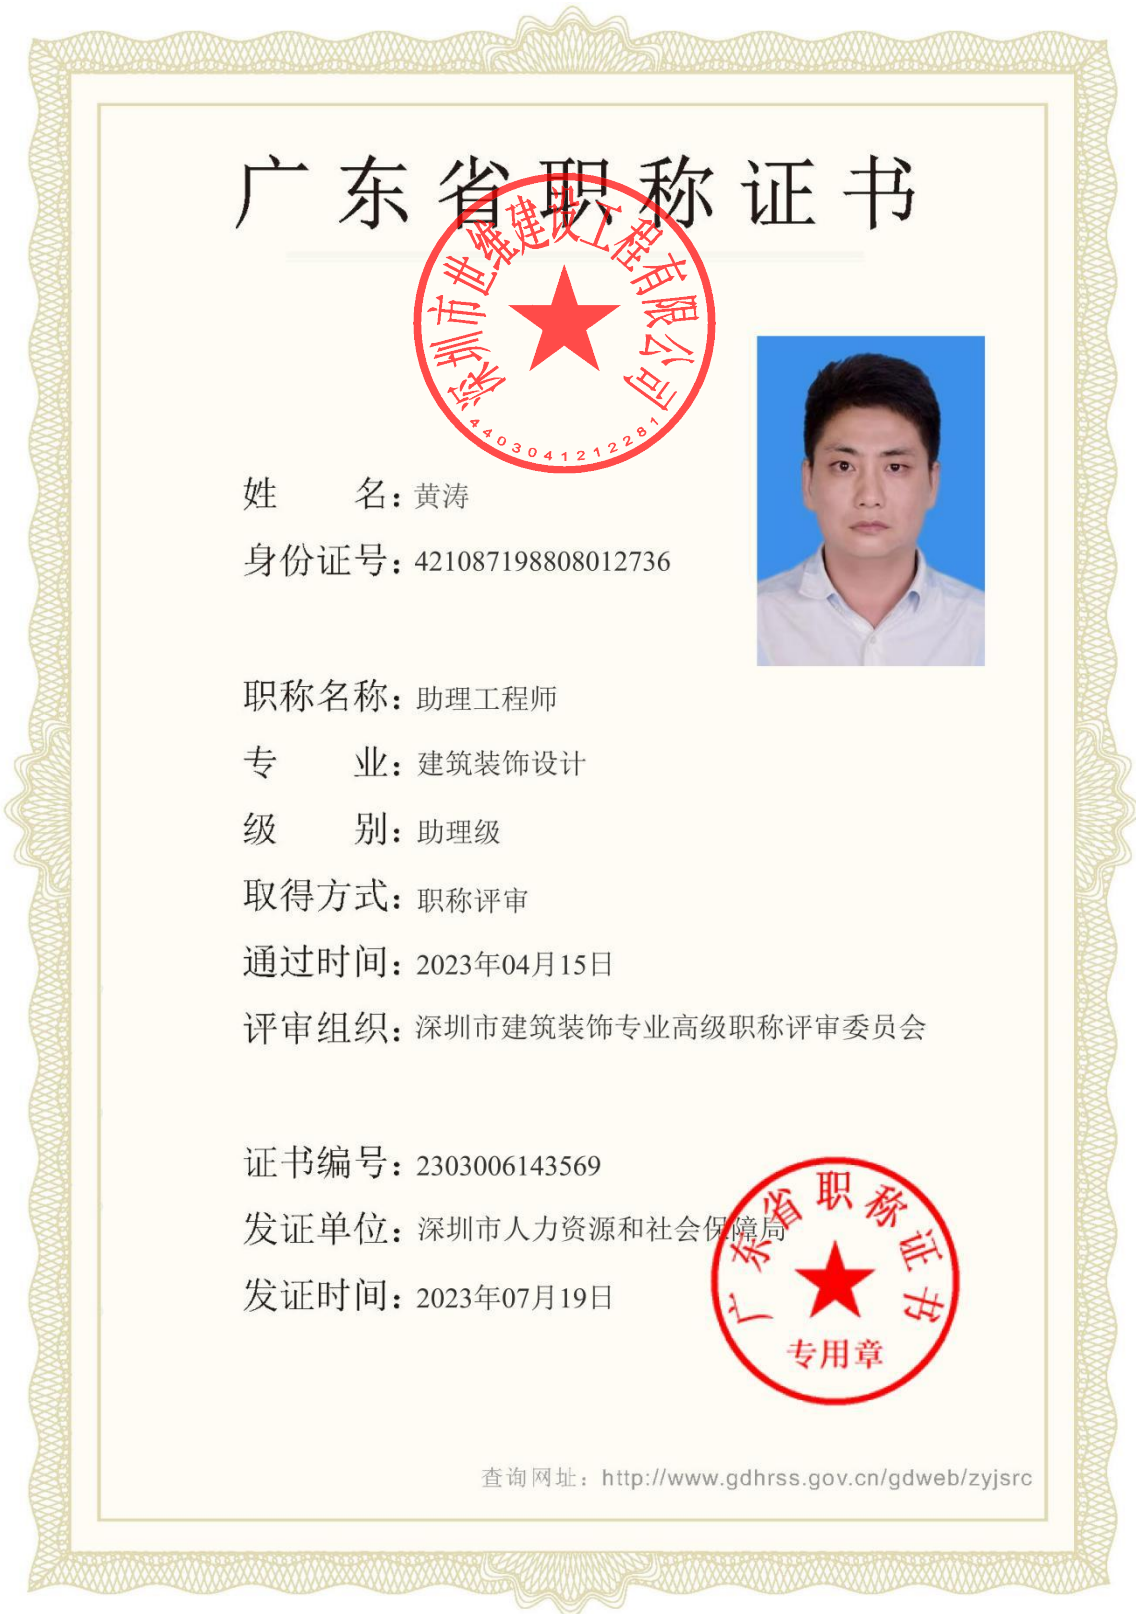 广东省职称证书
深圳市世维建设工程有限公司
4403041212281
姓 名：黄涛
身份证号：421087198808012736
职称名称：助理工程师
专 业：建筑装饰设计
级 别：助理级
取得方式：职称评审
通过时间：2023年04月15日
评审组织：深圳市建筑装饰专业高级职称评审委员会
证书编号：2303006143569
发证单位：深圳市人力资源和社会保障局
发证时间：2023年07月19日
广东省职称证书
专用章
查询网址：http://www.gdhrss.gov.cn/gdweb/zyjsrc